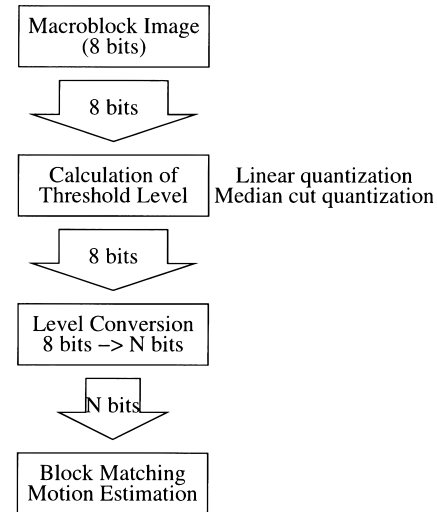 Macroblock Image
(8 bits)
8 bits
Calculation of
Threshold Level
Linear quantization
Median cut quantization
8 bits
Level Conversion
8 bits –> N bits
N bits
Block Matching
Motion Estimation